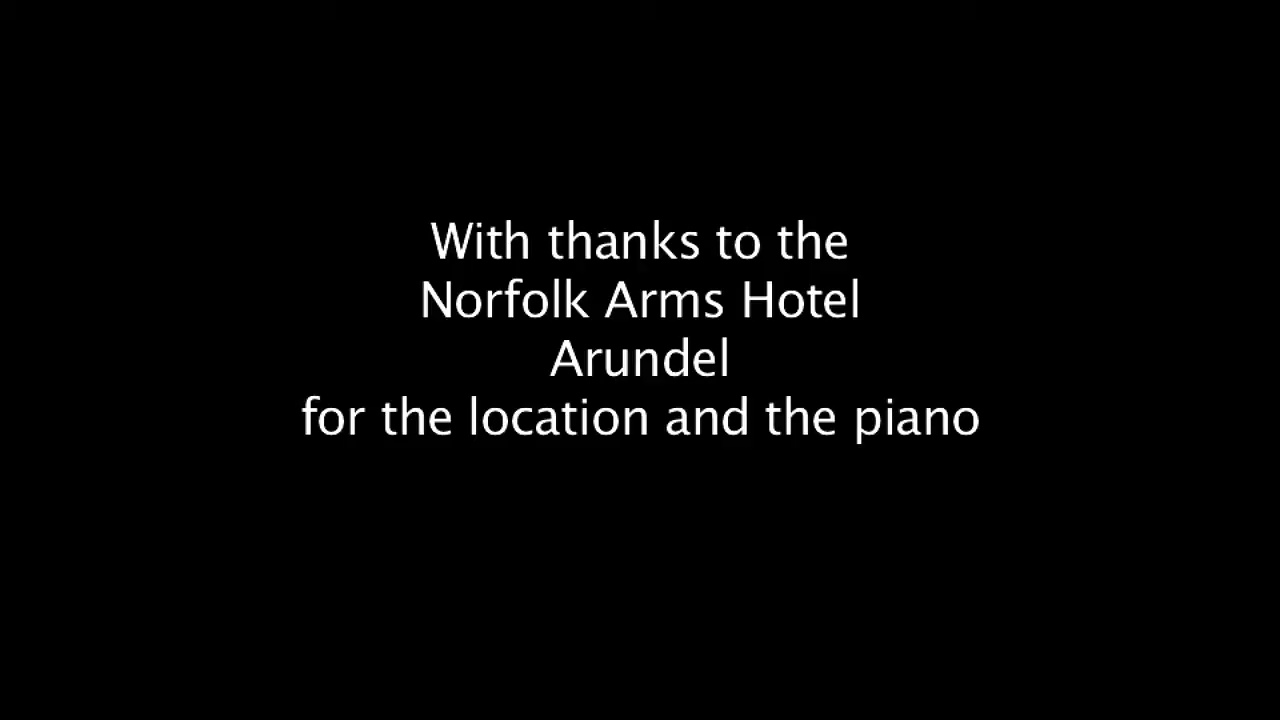 With thanks to the
Norfolk Arms Hotel
Arundel
for the location and the piano